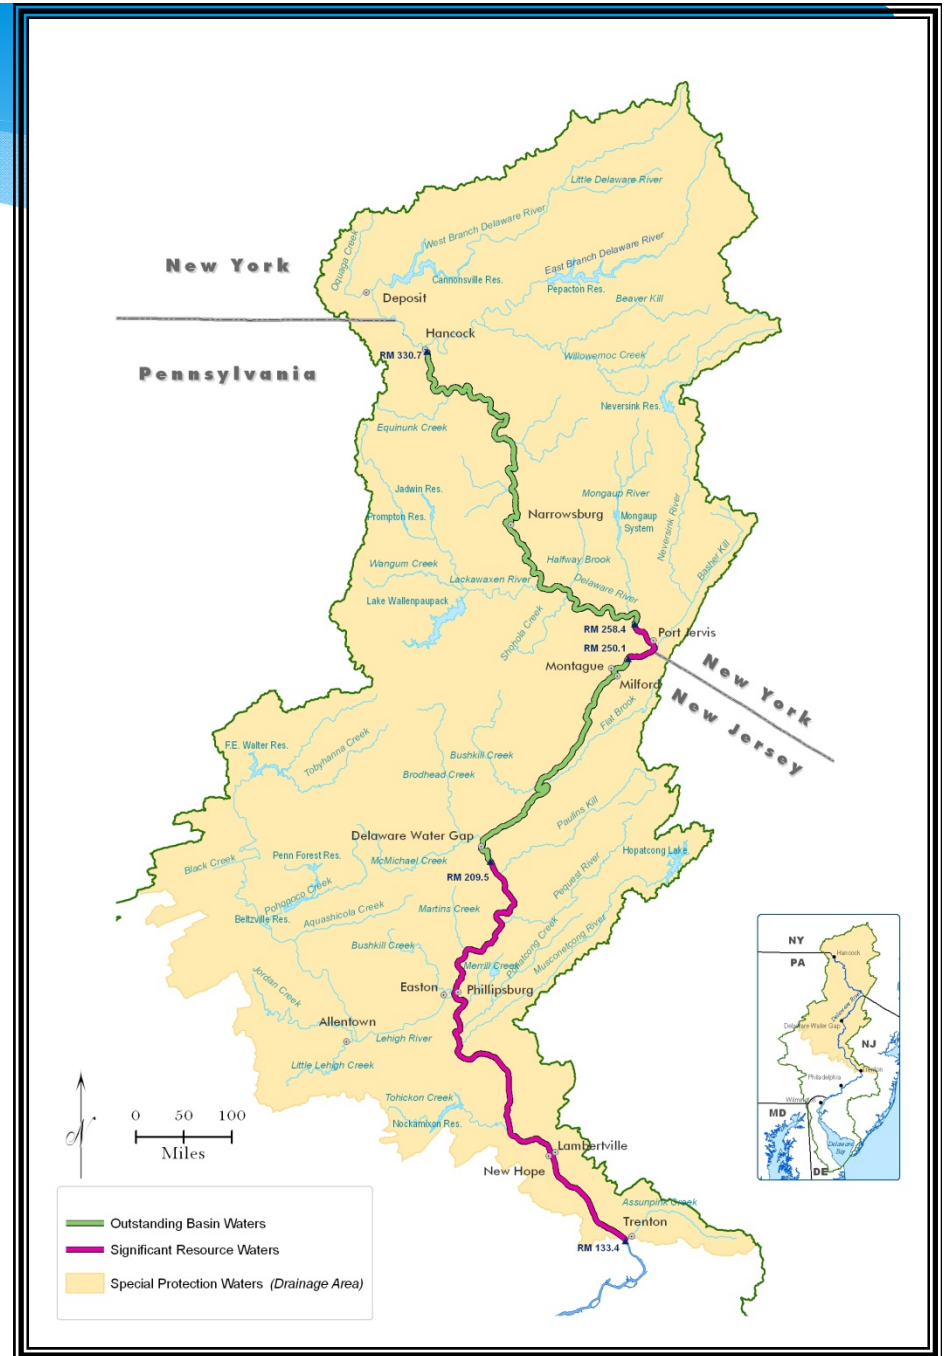 Little Delaware River
West Branch Delaware River
Oquaga Creek
East Branch Delaware River
New York
Cannonsville Res.
Pepacton Res.
Deposit
Beaver Kill
Hancock
RM 330.7
Willowemoc Creek
Pennsylvania
Neversink Res.
Equinunk Creek
Jadwin Res.
Mongaup River
Prompton Res.
Narrowsburg
Mongaup
System
Neversink River
Basher Kill
Wangum Creek
Halfway Brook
Lackawaxen River
Delaware River
Lake Wallenpaupack
Shohola Creek
RM 258.4
Port Jervis
RM 250.1
Montague
Milford
New York
New Jersey
Flat Brook
F.E. Walter Res.
Tobyhanna Creek
Bushkill Creek
Brodhead Creek
Paulins Kill
Delaware Water Gap
Hopatcong Lake
Black Creek
Penn Forest Res.
McMichael Creek
RM 209.5
Pequest River
Pohopoco Creek
Martins Creek
Aquashicola Creek
Beltzville Res.
Bushkill Creek
Pohatcong Creek
Musconetcong River
Merrill Creek
Jordan Creek
Easton
Phillipsburg
Allentown
Lehigh River
Little Lehigh Creek
Tohickon Creek
Nockamixon Res.
Lambertville
New Hope
Assunpink Creek
Trenton
RM 133.4
N
0 50 100
Miles
Outstanding Basin Waters
Significant Resource Waters
Special Protection Waters (Drainage Area)
NY
Hancock
PA
Delaware River
Delaware Water Gap
NJ
Trenton
Philadelphia
MD
Delaware
Bay
DE